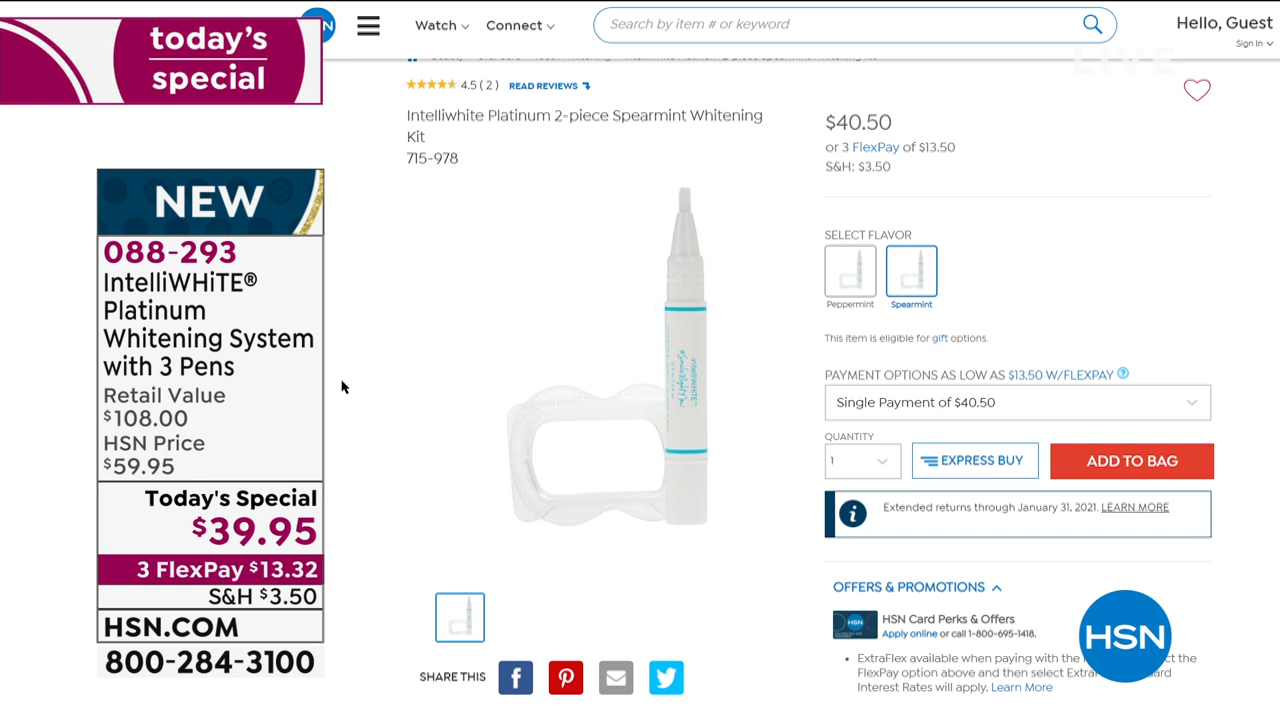 today's
special
NEW
088-293
IntelliWHiTE®
Platinum
Whitening System
with 3 Pens
Retail Value
$108.00
HSN Price
$59.95
Today's Special
$39.95
3 FlexPay $13.32
S&H $3.50
HSN.COM
800-284-3100
Watch
Connect
Search by item # or keyword
Hello, Guest
Sign In
LIVE
4.5 ( 2 ) READ REVIEWS
Intelliwhite Platinum 2-piece Spearmint Whitening
Kit
715-978
intelliWHiTE™
SHARE THIS
$40.50
or 3 FlexPay of $13.50
S&H: $3.50
SELECT FLAVOR
Peppermint Spearmint
This item is eligible for gift options.
PAYMENT OPTIONS AS LOW AS $13.50 W/FLEXPAY
Single Payment of $40.50
QUANTITY
1
EXPRESS BUY
ADD TO BAG
Extended returns through January 31, 2021. LEARN MORE
OFFERS & PROMOTIONS
HSN
HSN Card Perks & Offers
Apply online or call 1-800-695-1418.
• ExtraFlex available when paying with the
FlexPay option above and then select
Interest Rates will apply. Learn More
HSN